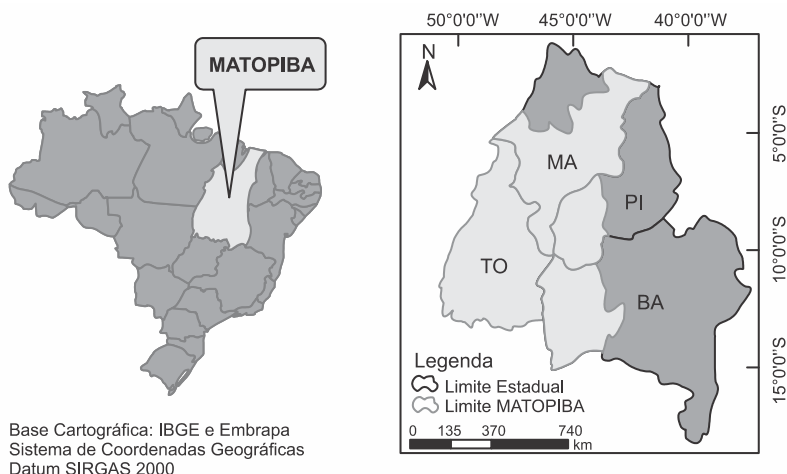 MATOPIBA
Base Cartográfica: IBGE e Embrapa
Sistema de Coordenadas Geográficas
Datum SIRGAS 2000
50°0'0"W 45°0'0"W 40°0'0"W
N
5°0'0"S
10°0'0"S
15°0'0"S
MA
PI
TO
BA
Legenda
Limite Estadual
Limite MATOPIBA
0 135 370 740
km